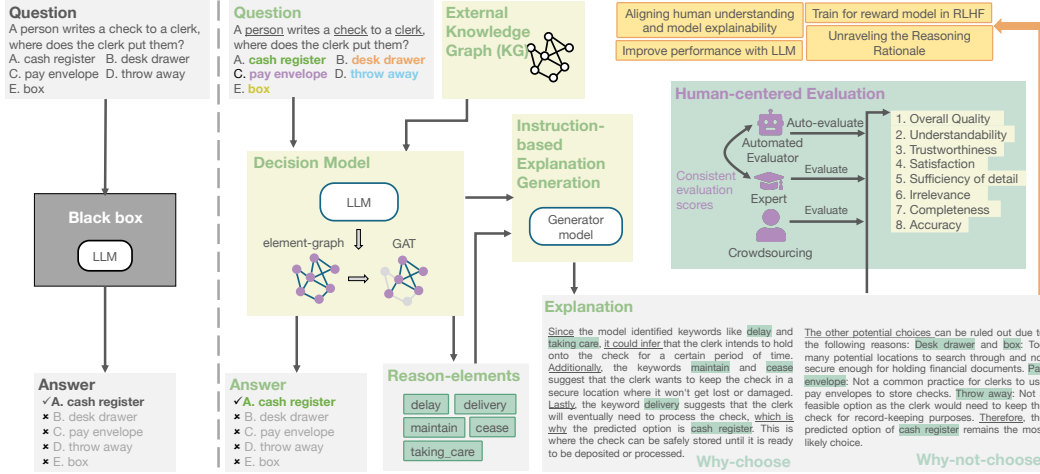 Question
A person writes a check to a clerk,
where does the clerk put them?
A. cash register B. desk drawer
C. pay envelope D. throw away
E. box
Black box
LLM
Answer
✓A. cash register
✖ B. desk drawer
✖ C. pay envelope
✖ D. throw away
✖ E. box
Question
A person writes a check to a clerk,
where does the clerk put them?
A. cash register B. desk drawer
C. pay envelope D. throw away
E. box
External
Knowledge
Graph (KG)
Decision Model
LLM
element-graph
GAT
Answer
✓A. cash register
✖ B. desk drawer
✖ C. pay envelope
✖ D. throw away
✖ E. box
Reason-elements
delay delivery
maintain cease
taking_care
Instruction-
based
Explanation
Generation
Generator
model
Aligning human understanding
and model explainability
Train for reward model in RLHF
Improve performance with LLM
Unraveling the Reasoning
Rationale
Human-centered Evaluation
Auto-evaluate
Automated
Evaluator
Consistent
evaluation
scores
Evaluate
Expert
Evaluate
Crowdsourcing
1. Overall Quality
2. Understandability
3. Trustworthiness
4. Satisfaction
5. Sufficiency of detail
6. Irrelevance
7. Completeness
8. Accuracy
Explanation
Since the model identified keywords like delay and
taking care, it could infer that the clerk intends to hold
onto the check for a certain period of time.
Additionally, the keywords maintain and cease
suggest that the clerk wants to keep the check in a
secure location where it won't get lost or damaged.
Lastly, the keyword delivery suggests that the clerk
will eventually need to process the check, which is
why the predicted option is cash register. This is
where the check can be safely stored until it is ready
to be deposited or processed.
Why-choose
The other potential choices can be ruled out due to
the following reasons: Desk drawer and box: To
many potential locations to search through and no
secure enough for holding financial documents. Pa
envelope: Not a common practice for clerks to us
pay envelopes to store checks. Throw away: Not
feasible option as the clerk would need to keep th
check for record-keeping purposes. Therefore, th
predicted option of cash register remains the mos
likely choice.
Why-not-choose